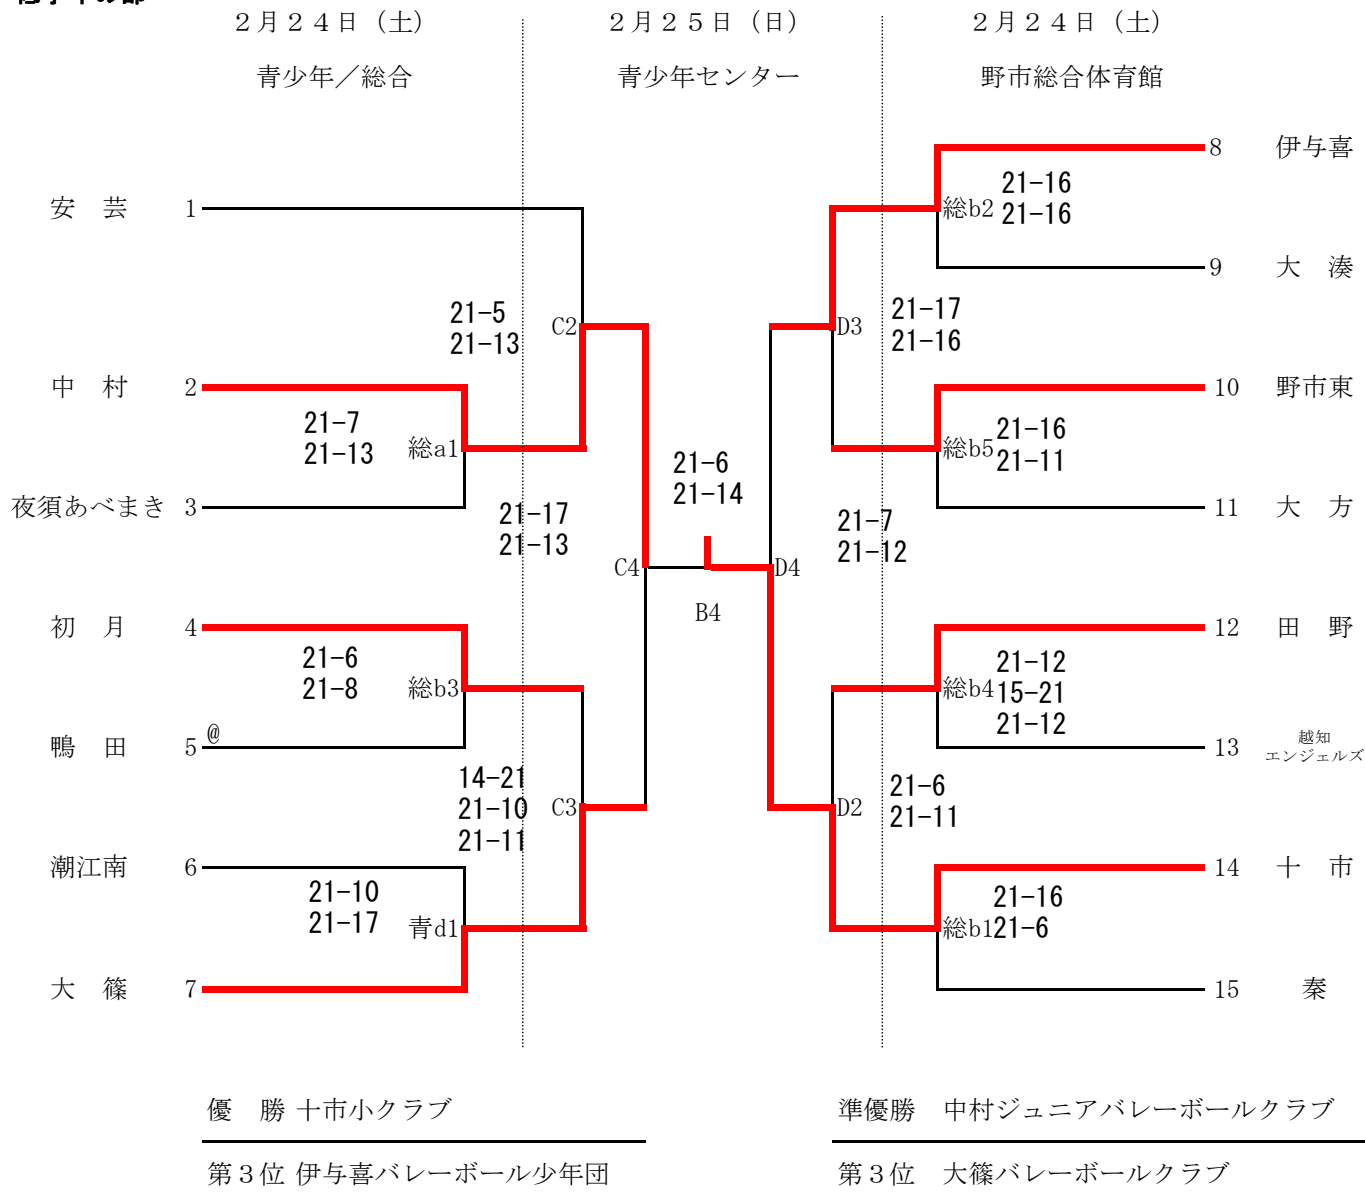 ２月２４日（土）
２月２５日（日）
２月２４日（土）
青少年／総合
青少年センター
野市総合体育館
8 伊与喜
21-16
21-16
総b2
安　芸 1
9 大　湊
21-5
21-13
C2
D3
21-17
21-16
中　村 2
10 野市東
21-7
21-13
総a1
総b5
21-16
21-11
21-6
21-14
夜須あべまき 3
11 大　方
21-17
21-13
21-7
21-12
C4
D4
B4
初　月 4
12 田　野
21-6
21-8
総b3
総b4
21-12
15-21
21-12
鴨　田 5 @
13 越知
エンジェルズ
14-21
21-10
21-11
C3
D2
21-6
21-11
潮江南 6
14 十　市
21-10
21-17
青d1
総b1
21-16
21-6
大　篠 7
15 秦
優　勝 十市小クラブ
準優勝　中村ジュニアバレーボールクラブ
第３位 伊与喜バレーボール少年団
第３位　大篠バレーボールクラブ